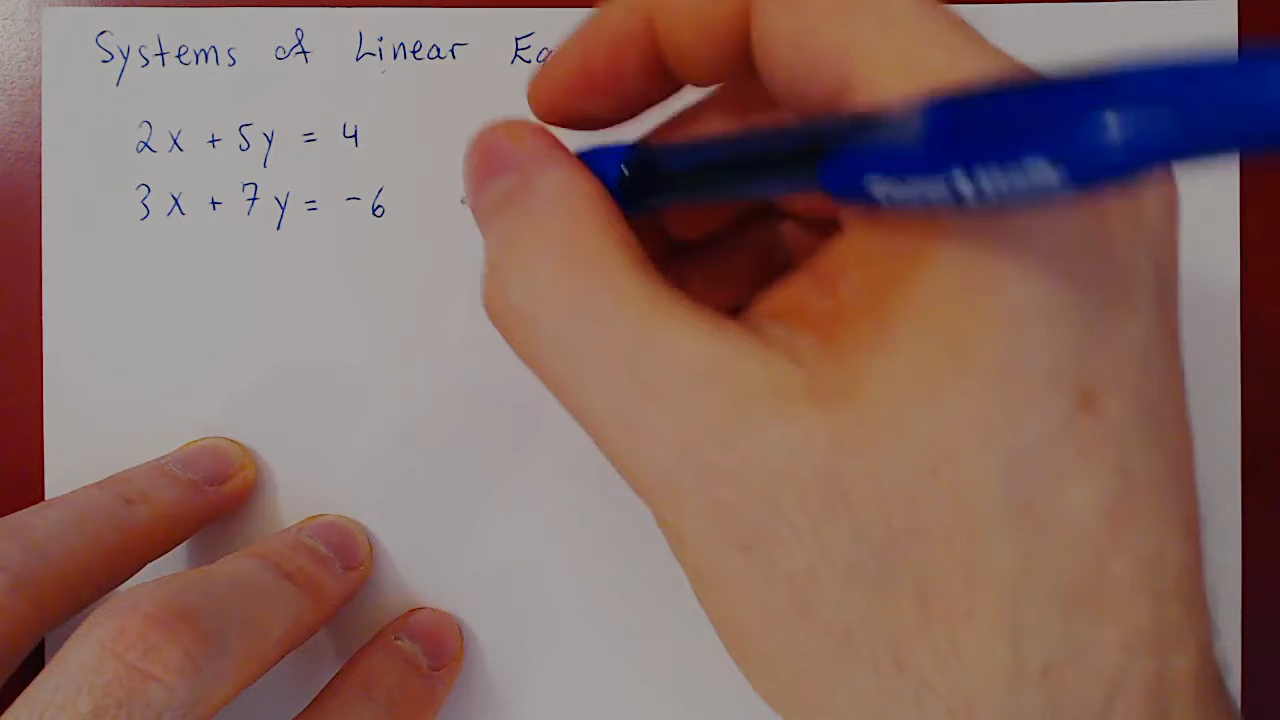 Systems of Linear
2x + 5y = 4
3x + 7y = -6